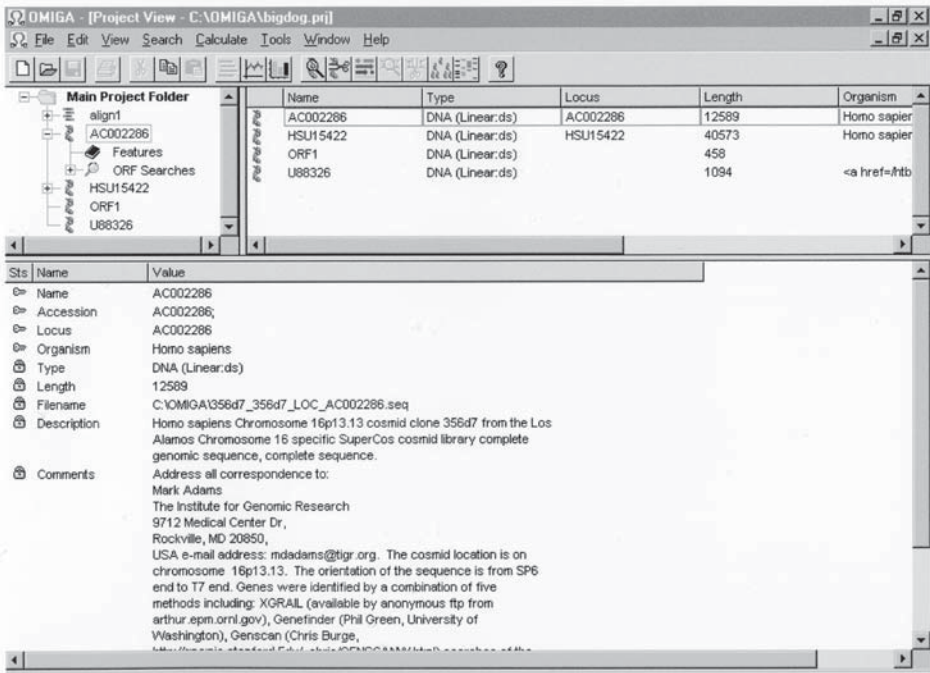 OMIGA - [Project View - C:\OMIGA\bigdog.prj]
File Edit View Search Calculate Tools Window Help
Main Project Folder
align1
AC002286
Features
ORF Searches
HSU15422
ORF1
U88326
Name Type Locus Length Organism
AC002286 DNA (Linear:ds) AC002286 12589 Homo sapier
HSU15422 DNA (Linear:ds) HSU15422 40573 Homo sapier
ORF1 DNA (Linear:ds) 458
U88326 DNA (Linear:ds) 1094 <a href=/htb
Sts Name Value
Name AC002286
Accession AC002286;
Locus AC002286
Organism Homo sapiens
Type DNA (Linear:ds)
Length 12589
Filename C:\OMIGA\356d7_356d7_LOC_AC002286.seq
Description Homo sapiens Chromosome 16p13.13 cosmid clone 356d7 from the Los
Alamos Chromosome 16 specific SuperCos cosmid library complete
genomic sequence, complete sequence.
Comments Address all correspondence to:
Mark Adams
The Institute for Genomic Research
9712 Medical Center Dr,
Rockville, MD 20850,
USA e-mail address: mdadams@tigr.org. The cosmid location is on
chromosome 16p13.13. The orientation of the sequence is from SP6
end to T7 end. Genes were identified by a combination of five
methods including: XGRAIL (available by anonymous ftp from
arthur.epm.ornl.gov), Genefinder (Phil Green, University of
Washington), Genscan (Chris Burge,